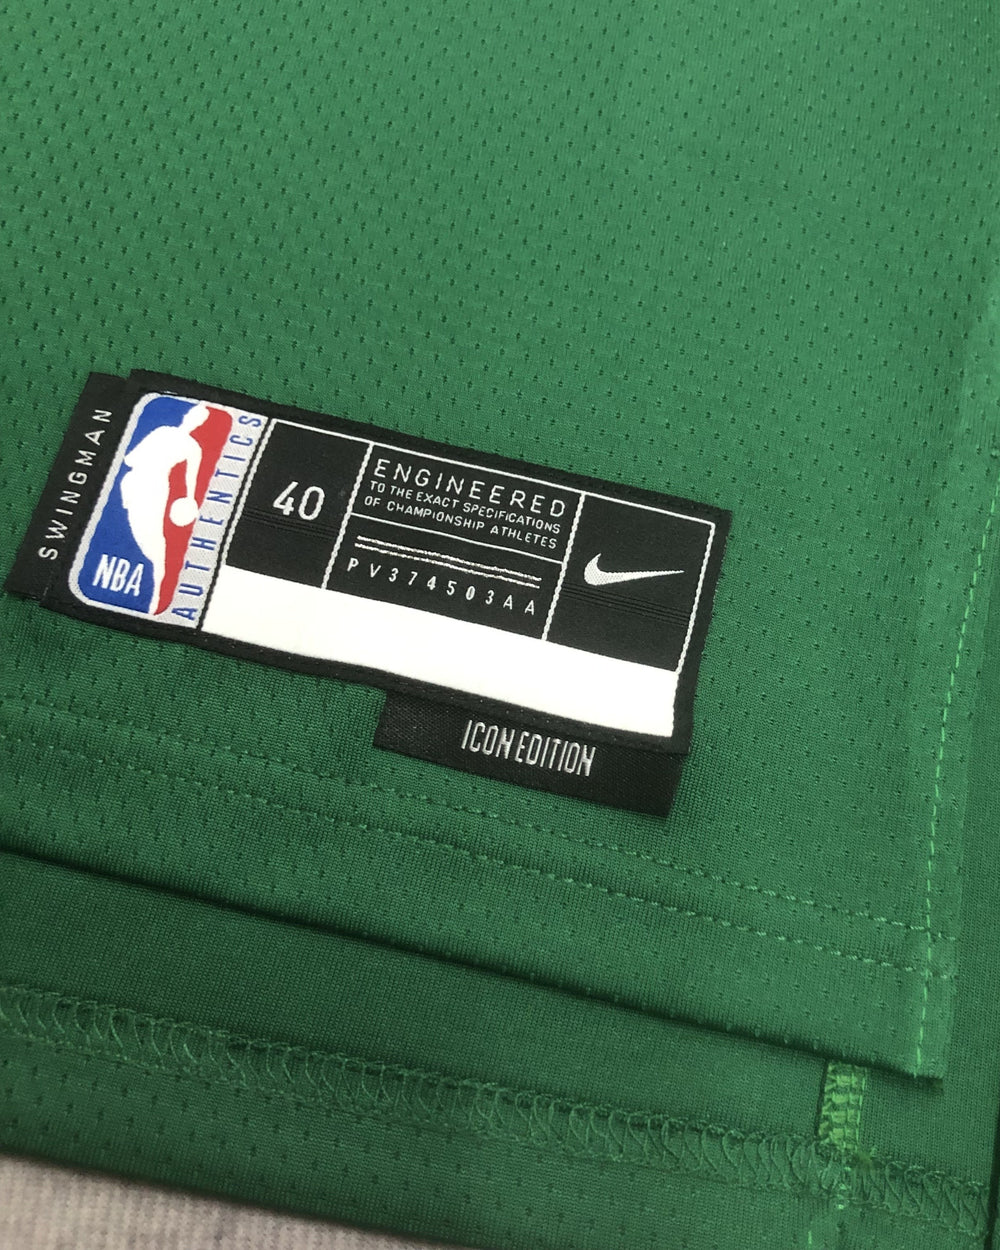 SWINGMAN
NBA
AUTHENTICS
40
ENGINEERED
TO THE EXACT SPECIFICATIONS
OF CHAMPIONSHIP ATHLETES
PV374503AA
ICON EDITION